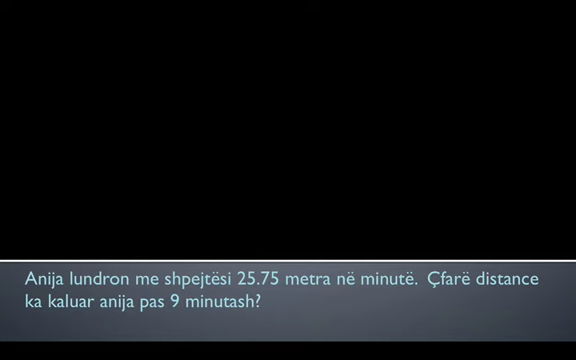 Anija lundron me shpejtësi 25.75 metra në minutë.  Çfarë distance
ka kaluar anija pas 9 minutash?